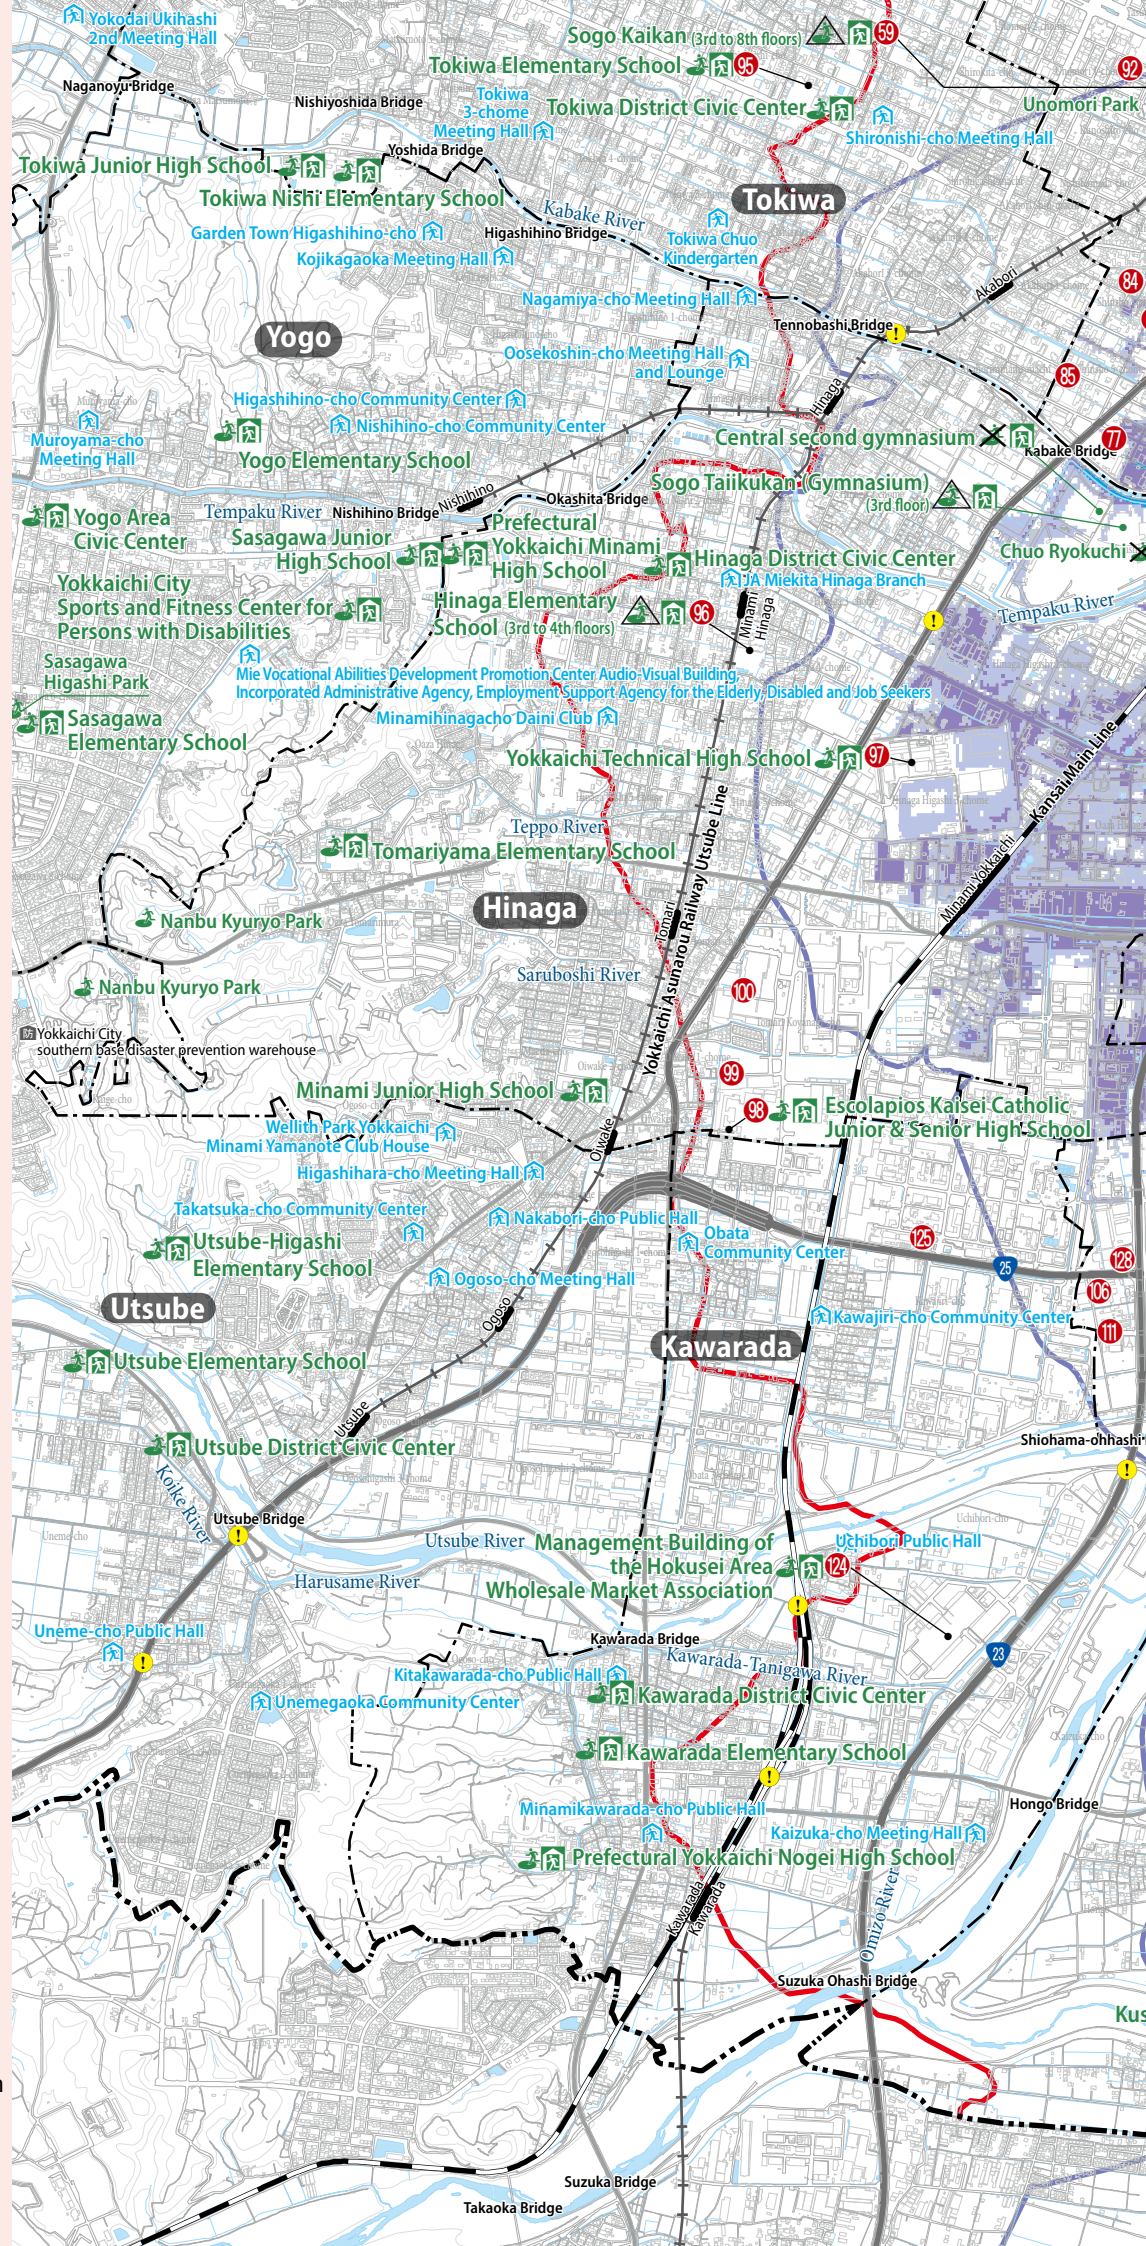 Yokodai Ukihashi
2nd Meeting Hall
Sogo Kaikan (3rd to 8th floors)
59
Tokiwa Elementary School
95
92
Naganoyu Bridge
Nishiyoshida Bridge
Tokiwa
3-chome
Meeting Hall
Tokiwa District Civic Center
Unomori Park
Shironishi-cho Meeting Hall
Yoshida Bridge
Tokiwa Junior High School
Tokiwa Nishi Elementary School
Tokiwa
Kabake River
Garden Town Higashihino-cho
Higashihino Bridge
Kojikagaoka Meeting Hall
Tokiwa Chuo
Kindergarten
Akabori
84
Nagamiya-cho Meeting Hall
Tennobashi Bridge
Yogo
Oosekoshin-cho Meeting Hall
and Lounge
85
Hinaga
Higashihino-cho Community Center
Nishihino-cho Community Center
Muroyama-cho
Meeting Hall
Yogo Elementary School
Central second gymnasium
77
Kabake Bridge
Sogo Taiikukan (Gymnasium)
(3rd floor)
Nishihino
Okashita Bridge
Tempaku River
Nishihino Bridge
Yogo Area
Civic Center
Sasagawa Junior
High School
Prefectural
Yokkaichi Minami
High School
Hinaga District Civic Center
Chuo Ryokuchi
JA Miekita Hinaga Branch
Yokkaichi City
Sports and Fitness Center for
Persons with Disabilities
Hinaga Elementary
School (3rd to 4th floors)
96
Minami
Hinaga
Tempaku River
Sasagawa
Higashi Park
Mie Vocational Abilities Development Promotion Center Audio-Visual Building,
Incorporated Administrative Agency, Employment Support Agency for the Elderly, Disabled and Job Seekers
Sasagawa
Elementary School
Minamihinagacho Daini Club
Yokkaichi Technical High School
97
Kansai Main Line
Teppo River
Tomariyama Elementary School
Yokkaichi Asunarou Railway Utsube Line
Minami Yokkaichi
Hinaga
Tomari
Nanbu Kyuryo Park
Saruboshi River
Nanbu Kyuryo Park
100
防
Yokkaichi City
southern base disaster prevention warehouse
99
Minami Junior High School
98
Escolapios Kaisei Catholic
Junior & Senior High School
Wellith Park Yokkaichi
Minami Yamanote Club House
Oiwake
Higashihara-cho Meeting Hall
Takatsuka-cho Community Center
Nakabori-cho Public Hall
Obata
Community Center
125
Utsube-Higashi
Elementary School
25
128
Ogoso-cho Meeting Hall
106
Utsube
Ogoso
Kawajiri-cho Community Center
111
Kawarada
Utsube Elementary School
Utsube
Utsube District Civic Center
Shiohama-ohhashi
Koike River
Utsube Bridge
Utsube River
Management Building of
the Hokusei Area
Wholesale Market Association
124
Uchibori Public Hall
Harusame River
Uneme-cho Public Hall
Kawarada Bridge
23
Kawarada-Tanigawa River
Kitakawarada-cho Public Hall
Kawarada District Civic Center
Unemegaoka Community Center
Kawarada Elementary School
Hongo Bridge
Minamikawarada-cho Public Hall
Kaizuka-cho Meeting Hall
Prefectural Yokkaichi Nogei High School
Kawarada
Kawarada
Omizo River
Suzuka Ohashi Bridge
Kus
Suzuka Bridge
Takaoka Bridge